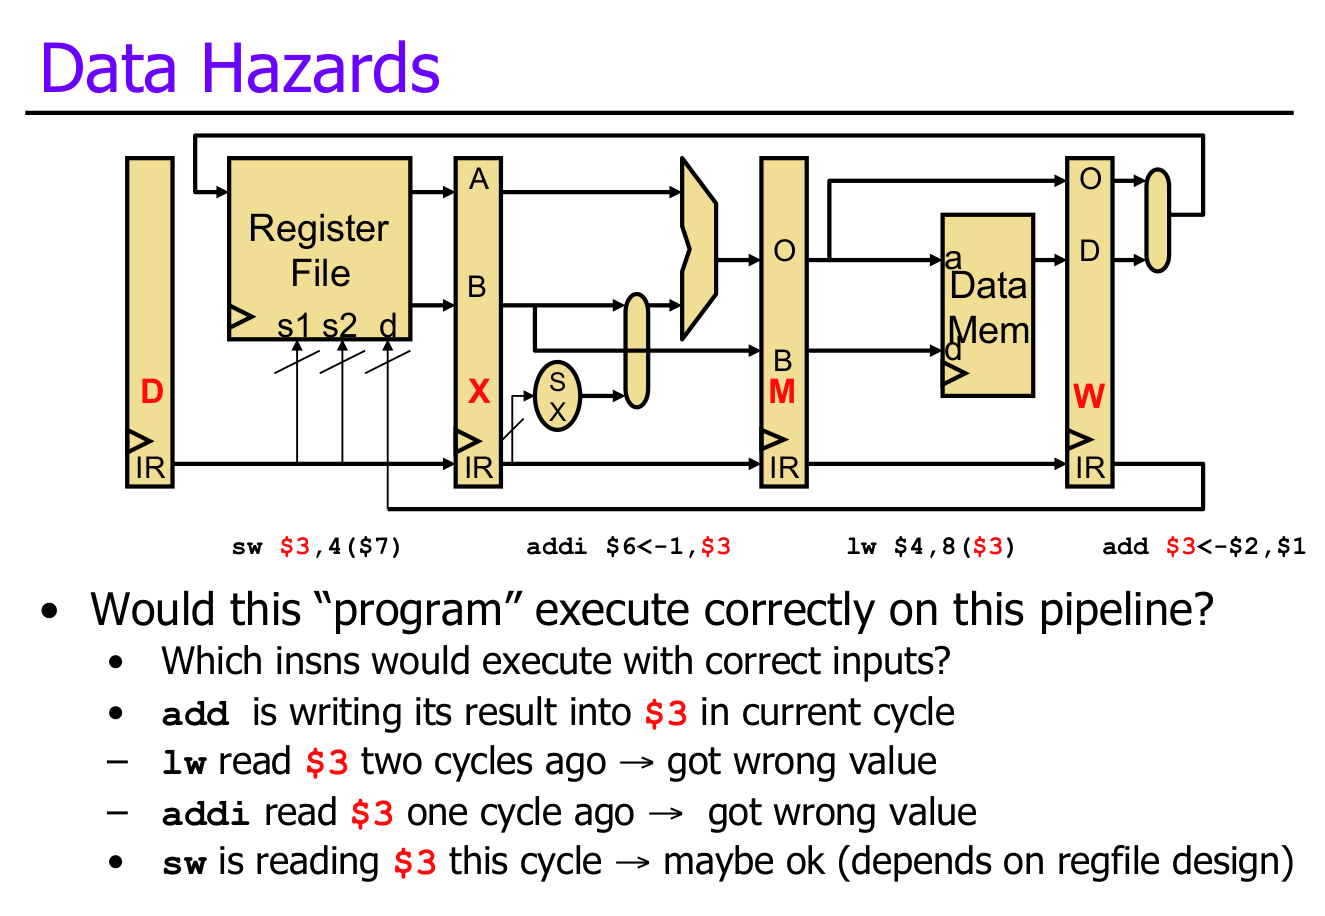 Data Hazards
Register
File
s1 s2 d
D
IR
A
B
X
IR
S
X
O
B
M
IR
a
Data
Mem
d
O
D
W
IR
sw $3,4($7)
addi $6<-1,$3
lw $4,8($3)
add $3<-$2,$1
• Would this “program” execute correctly on this pipeline?
• Which insns would execute with correct inputs?
• add is writing its result into $3 in current cycle
– lw read $3 two cycles ago → got wrong value
– addi read $3 one cycle ago → got wrong value
• sw is reading $3 this cycle → maybe ok (depends on regfile design)